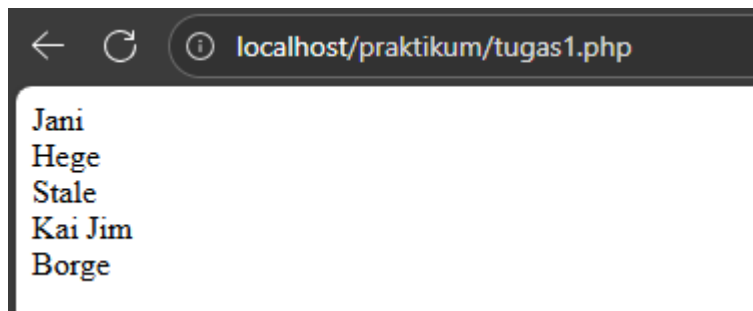 localhost/praktikum/tugas1.php
Jani
Hege
Stale
Kai Jim
Borge